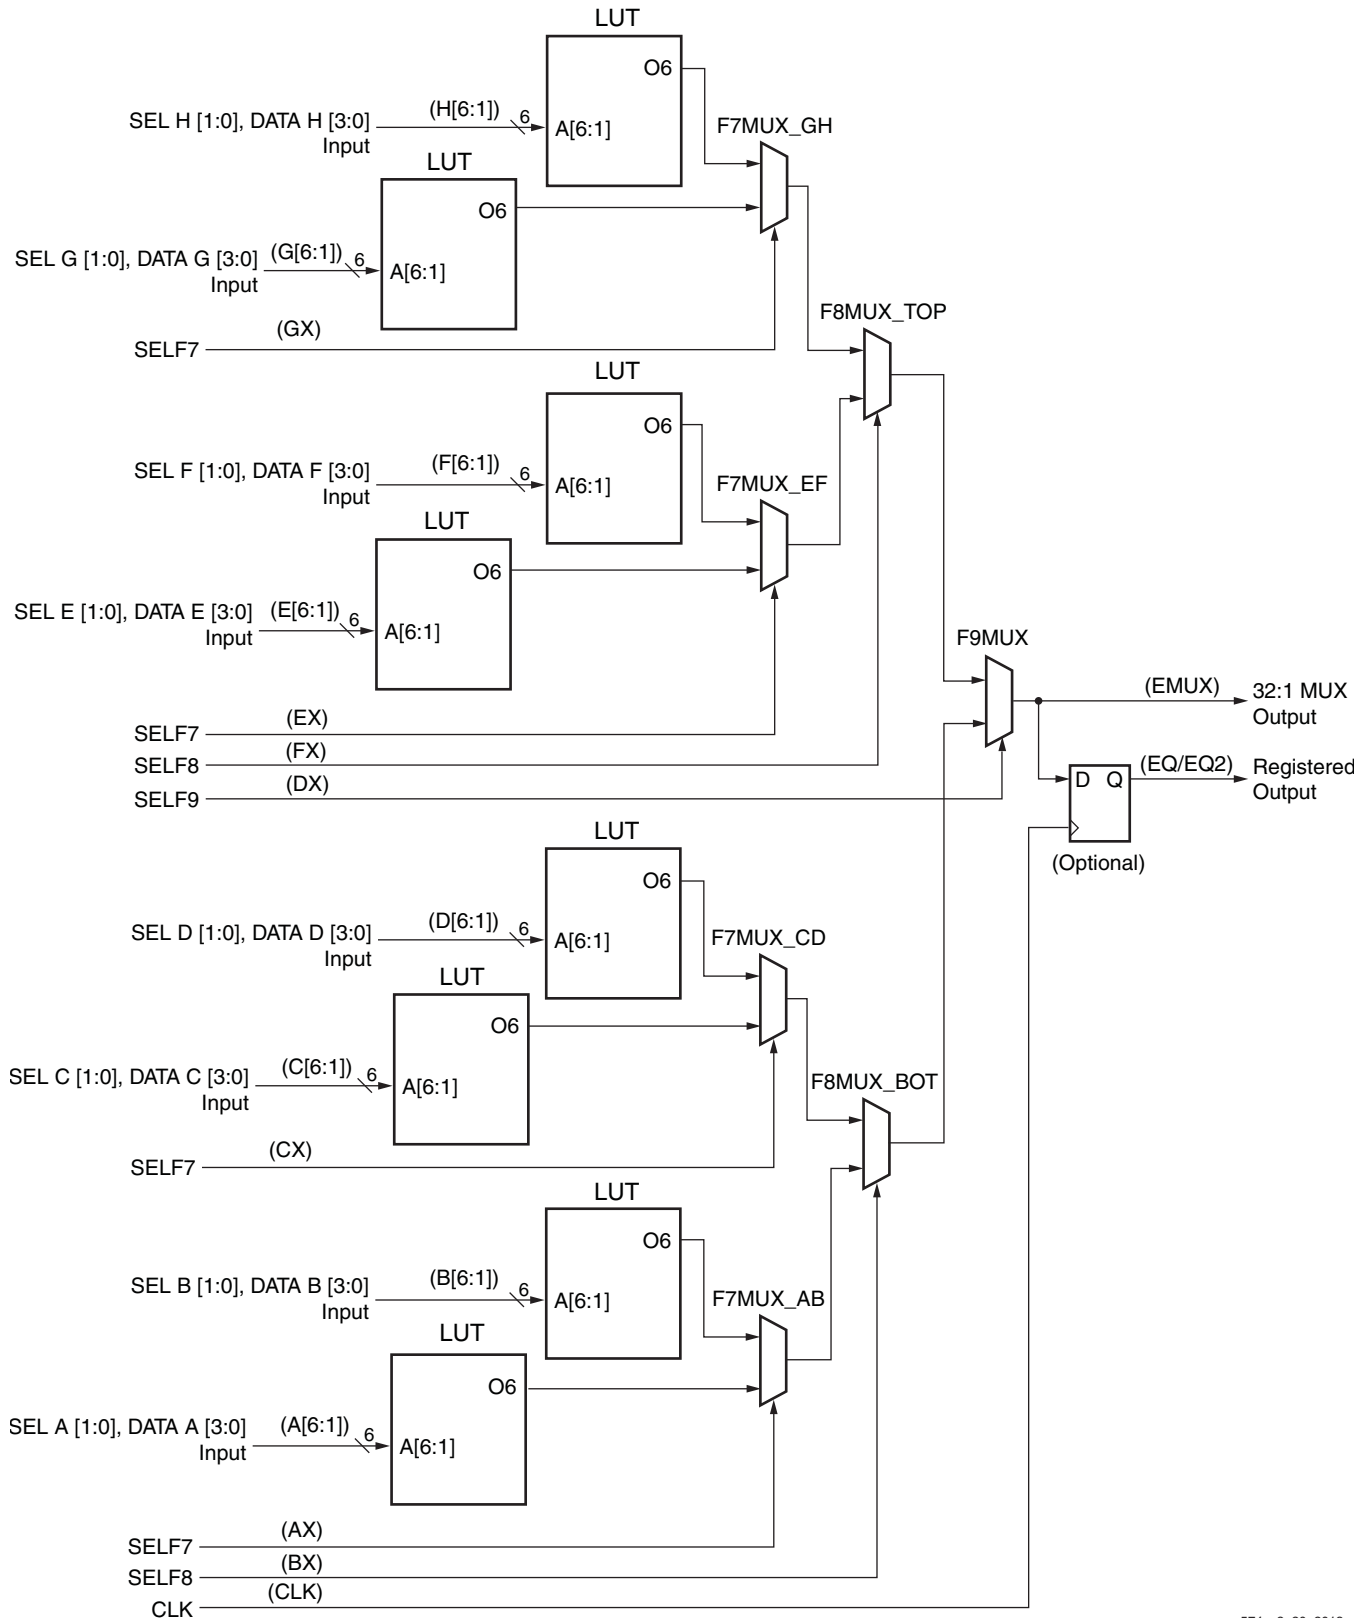 LUT
O6
(H[6:1])
6
SEL H [1:0], DATA H [3:0]
Input
A[6:1]
F7MUX_GH
LUT
O6
SEL G [1:0], DATA G [3:0]
Input
(G[6:1])
6
A[6:1]
(GX)
SELF7
F8MUX_TOP
LUT
O6
SEL F [1:0], DATA F [3:0]
Input
(F[6:1])
6
A[6:1]
F7MUX_EF
LUT
O6
SEL E [1:0], DATA E [3:0]
Input
(E[6:1])
6
A[6:1]
F9MUX
(EX)
SELF7
(FX)
SELF8
(DX)
SELF9
(EMUX)
32:1 MUX
Output
D Q
(EQ/EQ2)
Registered
Output
(Optional)
LUT
O6
SEL D [1:0], DATA D [3:0]
Input
(D[6:1])
6
A[6:1]
F7MUX_CD
LUT
O6
SEL C [1:0], DATA C [3:0]
Input
(C[6:1])
6
A[6:1]
F8MUX_BOT
(CX)
SELF7
LUT
O6
SEL B [1:0], DATA B [3:0]
Input
(B[6:1])
6
A[6:1]
F7MUX_AB
LUT
O6
SEL A [1:0], DATA A [3:0]
Input
(A[6:1])
6
A[6:1]
(AX)
SELF7
(BX)
SELF8
(CLK)
CLK